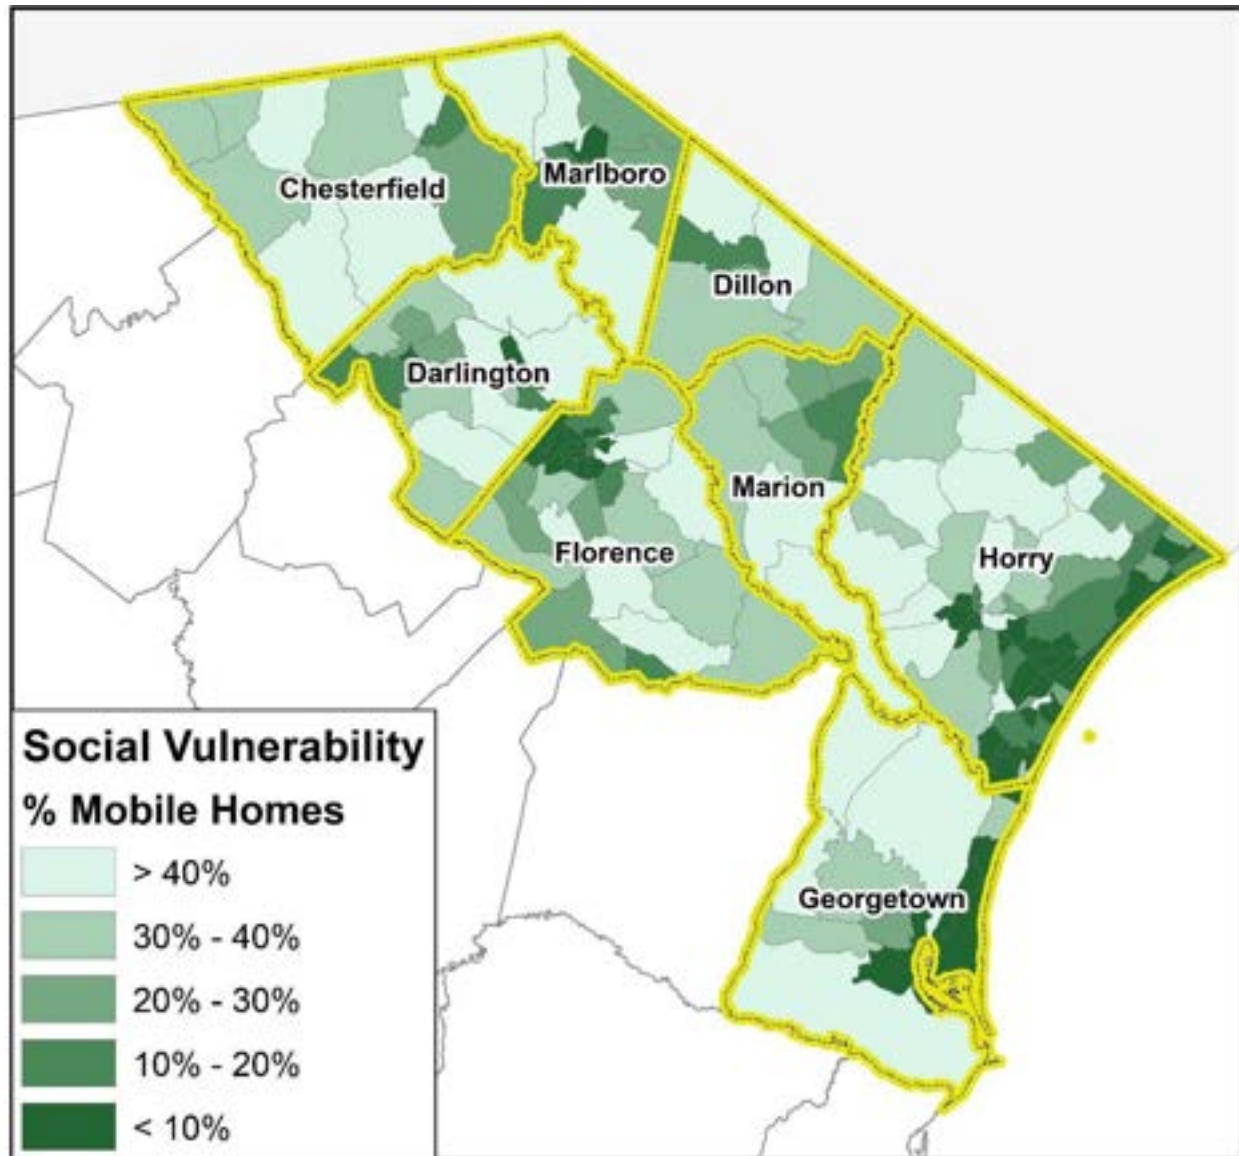 Chesterfield
Marlboro
Dillon
Darlington
Marion
Florence
Horry
Georgetown
Social Vulnerability
% Mobile Homes
> 40%
30% - 40%
20% - 30%
10% - 20%
< 10%